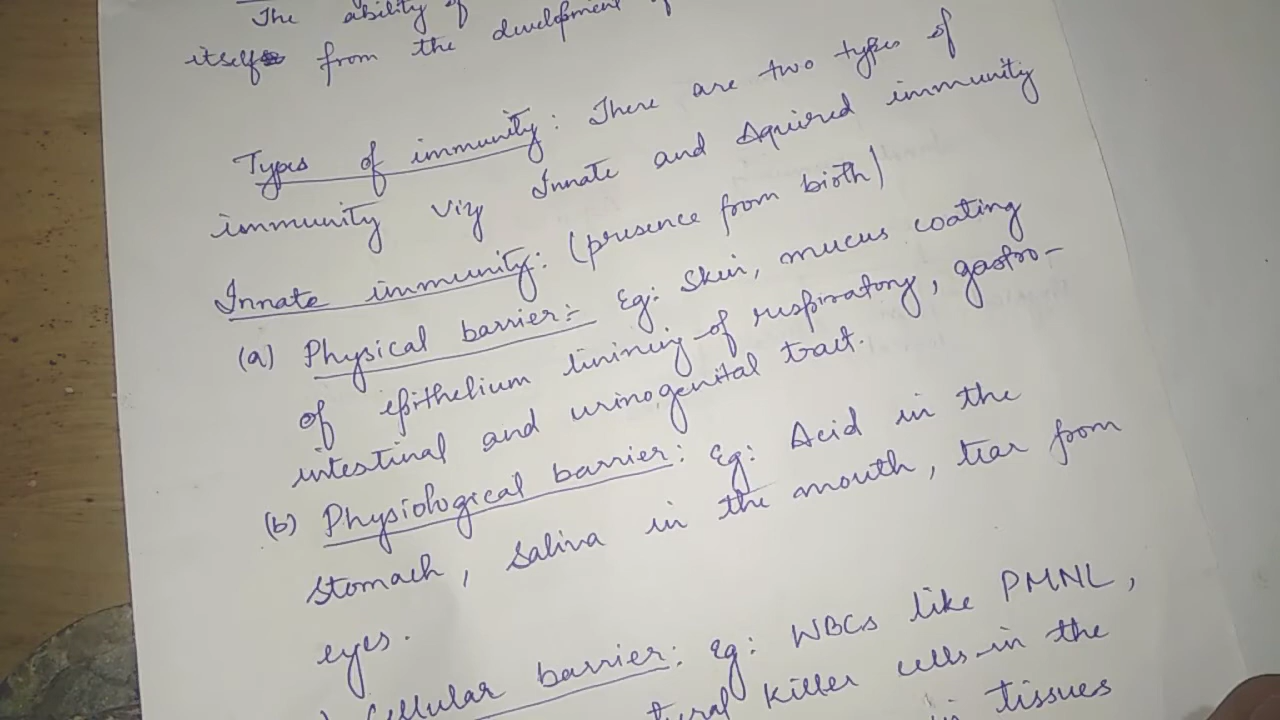 The ability of
itself from the development
Types of immunity: There are two types of
immunity viz Innate and Aquired immunity
Innate immunity: (presence from birth)
(a) Physical barrier:- Eg: Skin, mucus coating
of epithelium linining of respiratory, gastro-
intestinal and urinogenital tract.
(b) Physiological barrier: Eg: Acid in the
stomach, saliva in the mouth, tear from
eyes.
Cellular barrier: Eg: WBCs like PMNL,
killer cells in the
tissues